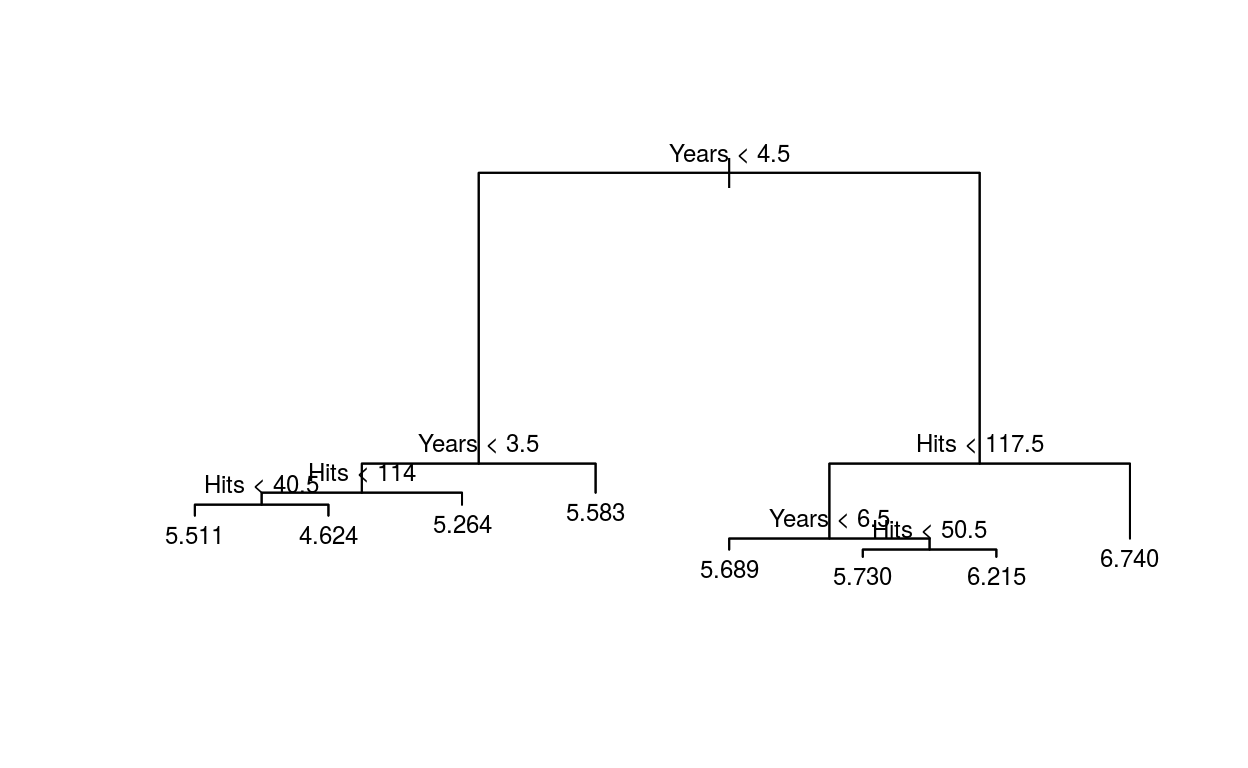 Years < 4.5
Years < 3.5
Hits < 117.5
Hits < 114
Hits < 40.5
5.511
4.624
5.264
5.583
Years < 6.5
Hits < 50.5
5.689
5.730
6.215
6.740